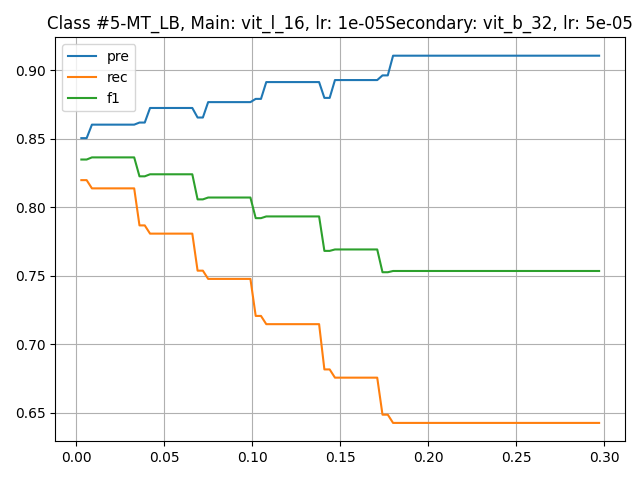 Class #5-MT_LB, Main: vit_l_16, lr: 1e-05Secondary: vit_b_32, lr: 5e-05
pre
rec
f1
0.90
0.85
0.80
0.75
0.70
0.65
0.00 0.05 0.10 0.15 0.20 0.25 0.30